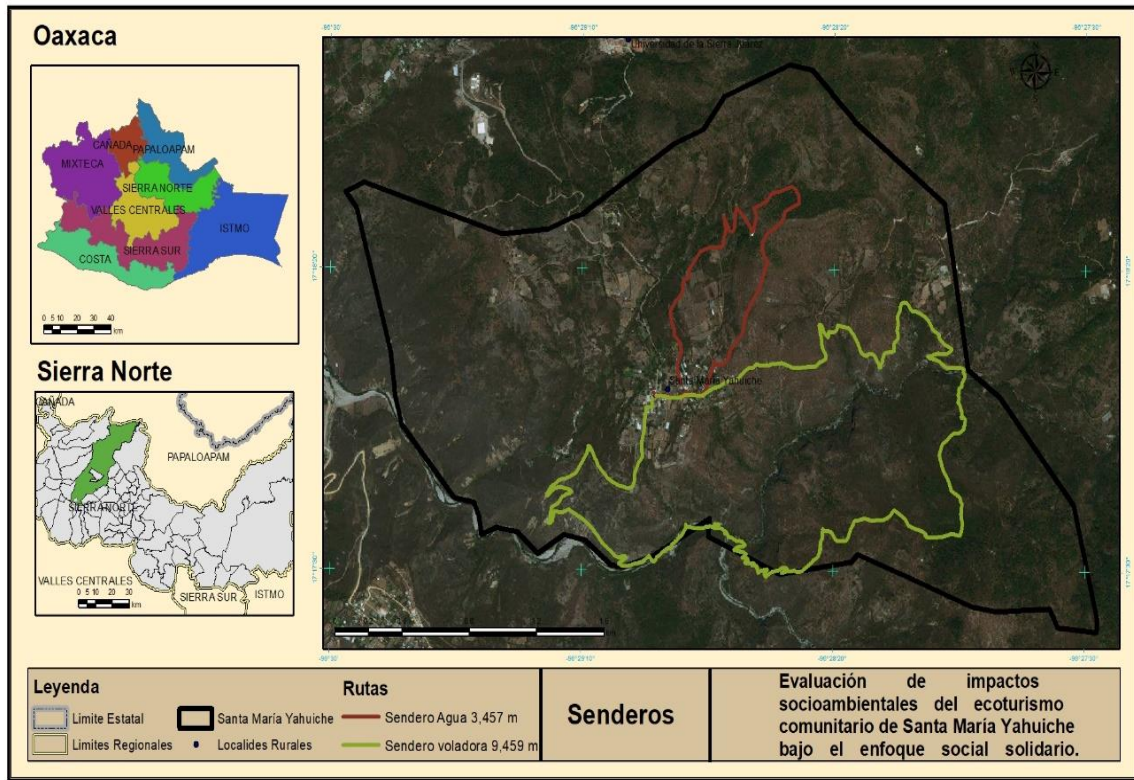 Oaxaca
CAÑADA
PAPALOAPAM
MIXTECA
SIERRA NORTE
VALLES CENTRALES
ISTMO
SIERRA SUR
COSTA
0 5 10 20 30 40
km
Sierra Norte
CAÑADA
PAPALOAPAM
SIERRA NORTE
VALLES CENTRALES
SIERRA SUR
ISTMO
0 5 10 20 30
km
Universidad de la Sierra Juárez
N
Santa María Yahuiche
Leyenda
Limite Estatal
Santa María Yahuiche
Limites Regionales
Localides Rurales
Rutas
Sendero Agua 3,457 m
Sendero voladora 9,459 m
Senderos
Evaluación de impactos
socioambientales del ecoturismo
comunitario de Santa María Yahuiche
bajo el enfoque social solidario.